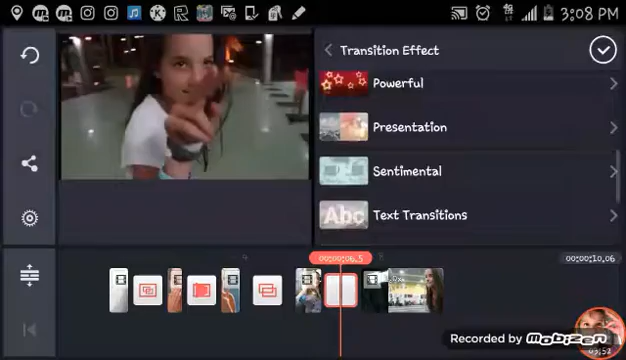 3:08 PM
Transition Effect
Powerful
Presentation
Sentimental
Abc
Text Transitions
00:00:06.5
00:00:10.06
Recorded by Mobizen